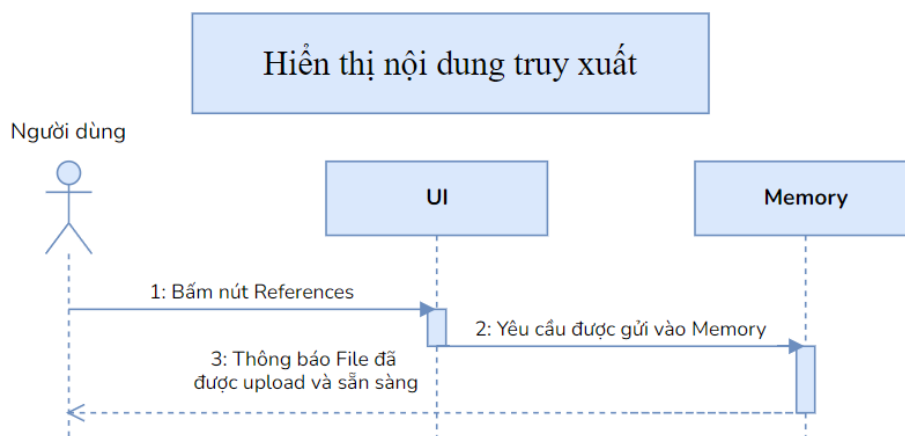 Hiển thị nội dung truy xuất
Người dùng
UI
Memory
1: Bấm nút References
2: Yêu cầu được gửi vào Memory
3: Thông báo File đã
được upload và sẵn sàng